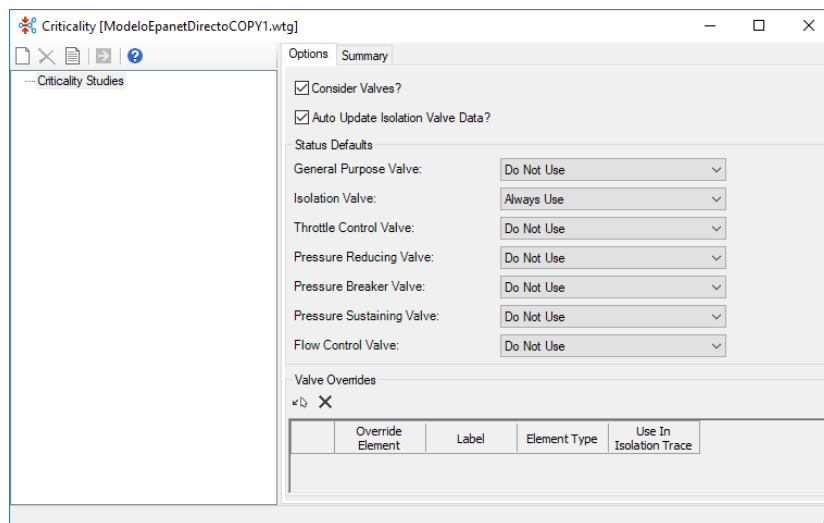 Criticality [ModeloEpanetDirectoCOPY1.wtg]
Options Summary
Criticality Studies
Consider Valves?
Auto Update Isolation Valve Data?
Status Defaults
General Purpose Valve: Do Not Use
Isolation Valve: Always Use
Throttle Control Valve: Do Not Use
Pressure Reducing Valve: Do Not Use
Pressure Breaker Valve: Do Not Use
Pressure Sustaining Valve: Do Not Use
Flow Control Valve: Do Not Use
Valve Overrides
Override Element Label Element Type Use In Isolation Trace